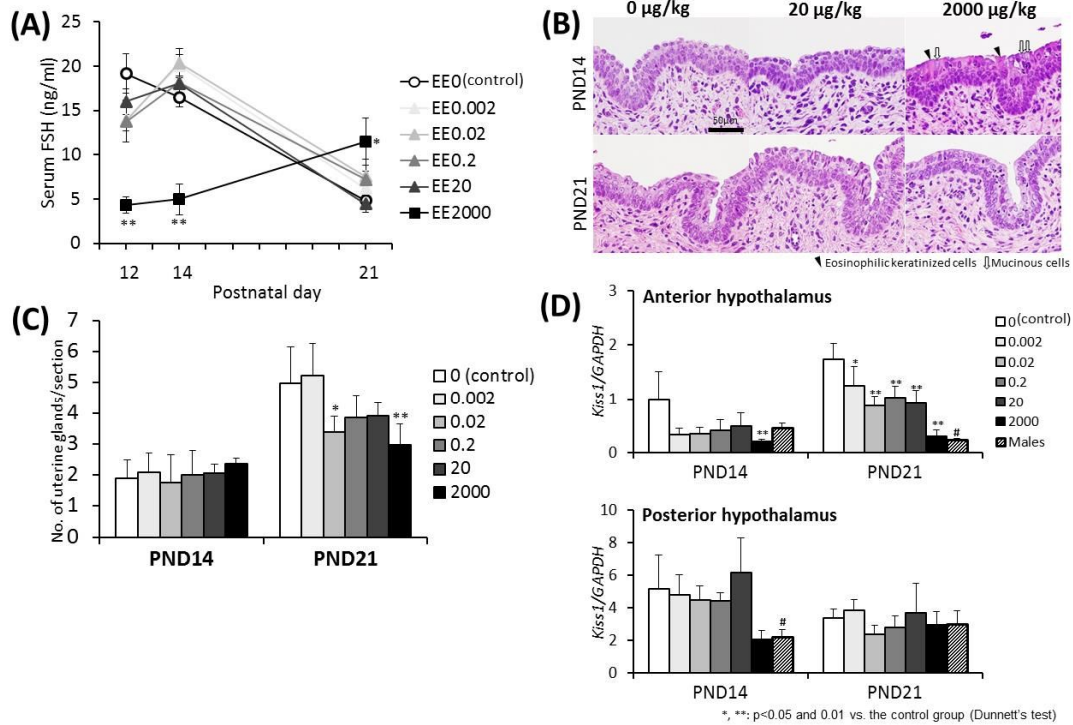 (A)
Serum FSH (ng/ml)
25
20
15
10
5
0
**
**
*
12
14
21
Postnatal day
EE0(control)
EE0.002
EE0.02
EE0.2
EE20
EE2000
(B)
0 µg/kg
20 µg/kg
2000 µg/kg
PND14
50µm
PND21
Eosinophilic keratinized cells
Mucinous cells
(C)
No. of uterine glands/section
7
6
5
4
3
2
1
0
*
**
PND14
PND21
0 (control)
0.002
0.02
0.2
20
2000
(D)
Anterior hypothalamus
Kiss1/GAPDH
3
2
1
0
**
*
**
**
**
**
#
PND14
PND21
0(control)
0.002
0.02
0.2
20
2000
Males
Posterior hypothalamus
Kiss1/GAPDH
10
8
6
4
2
0
#
PND14
PND21
*, **: p<0.05 and 0.01 vs. the control group (Dunnett's test)